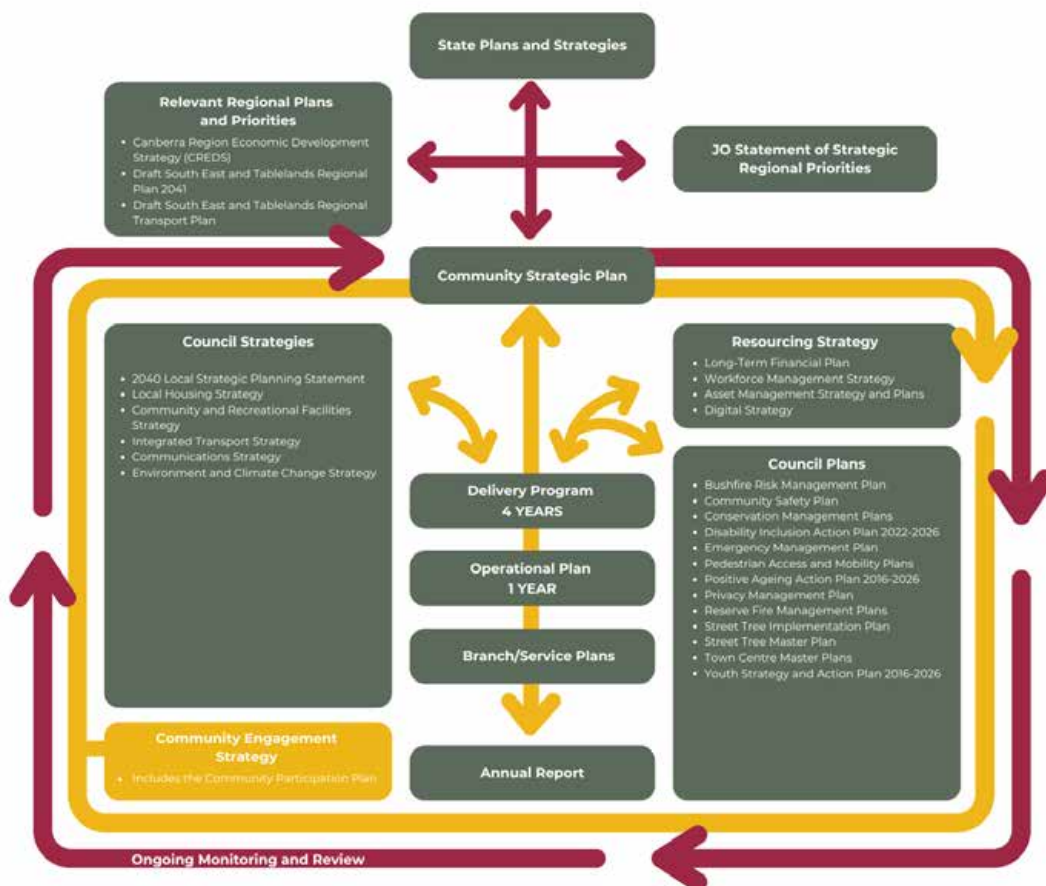 State Plans and Strategies
Relevant Regional Plans
and Priorities
• Canberra Region Economic Development
Strategy (CREDS)
• Draft South East and Tablelands Regional
Plan 2041
• Draft South East and Tablelands Regional
Transport Plan
JO Statement of Strategic
Regional Priorities
Community Strategic Plan
Council Strategies
• 2040 Local Strategic Planning Statement
• Local Housing Strategy
• Community and Recreational Facilities
Strategy
• Integrated Transport Strategy
• Communications Strategy
• Environment and Climate Change Strategy
Resourcing Strategy
• Long-Term Financial Plan
• Workforce Management Strategy
• Asset Management Strategy and Plans
• Digital Strategy
Delivery Program
4 YEARS
Operational Plan
1 YEAR
Branch/Service Plans
Annual Report
Council Plans
• Bushfire Risk Management Plan
• Community Safety Plan
• Conservation Management Plans
• Disability Inclusion Action Plan 2022-2026
• Emergency Management Plan
• Pedestrian Access and Mobility Plans
• Positive Ageing Action Plan 2016-2026
• Privacy Management Plan
• Reserve Fire Management Plans
• Street Tree Implementation Plan
• Street Tree Master Plan
• Town Centre Master Plans
• Youth Strategy and Action Plan 2016-2026
Community Engagement
Strategy
• Includes the Community Participation Plan
Ongoing Monitoring and Review